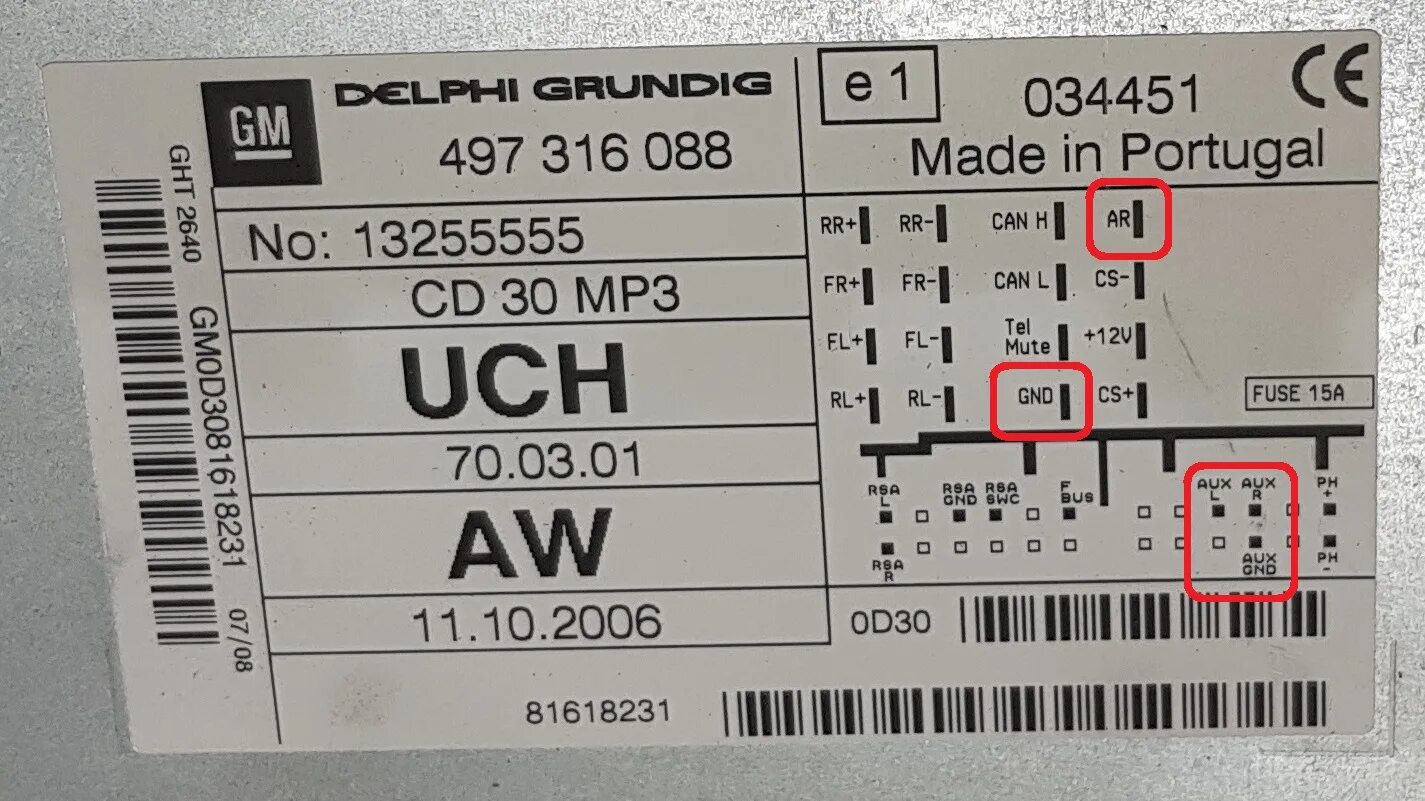 GM
DELPHI GRUNDIG
497 316 088
e 1
034451
CE
Made in Portugal
GHT 2640
GM0D3081618231
07/08
No: 13255555
CD 30 MP3
UCH
70.03.01
AW
11.10.2006
RR+ RR- CAN H AR
FR+ FR- CAN L CS-
FL+ FL- Tel Mute +12V
RL+ RL- GND CS+
FUSE 15A
RSA L
RSA GND
RSA SWC
F BUS
AUX L
AUX R
PH +
RSA R
AUX GND
PH -
0D30
81618231